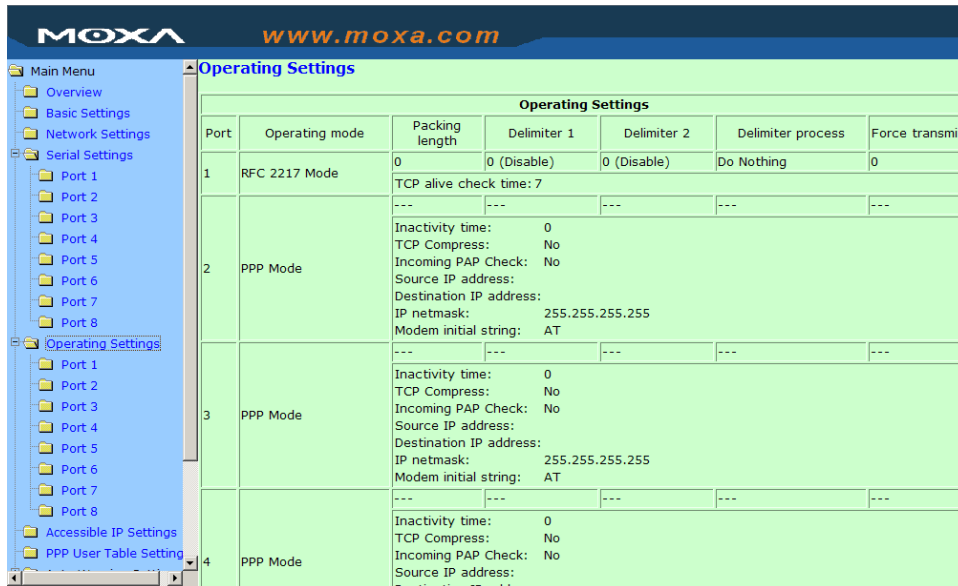 MOXA www.moxa.com
Main Menu
Overview
Basic Settings
Network Settings
Serial Settings
Port 1
Port 2
Port 3
Port 4
Port 5
Port 6
Port 7
Port 8
Operating Settings
Port 1
Port 2
Port 3
Port 4
Port 5
Port 6
Port 7
Port 8
Accessible IP Settings
PPP User Table Setting
Operating Settings
Operating Settings
Port Operating mode Packing length Delimiter 1 Delimiter 2 Delimiter process Force transmi
1 RFC 2217 Mode 0 0 (Disable) 0 (Disable) Do Nothing 0
TCP alive check time: 7
2 PPP Mode --- --- --- --- ---
Inactivity time: 0
TCP Compress: No
Incoming PAP Check: No
Source IP address:
Destination IP address:
IP netmask: 255.255.255.255
Modem initial string: AT
3 PPP Mode --- --- --- --- ---
Inactivity time: 0
TCP Compress: No
Incoming PAP Check: No
Source IP address:
Destination IP address:
IP netmask: 255.255.255.255
Modem initial string: AT
4 PPP Mode --- --- --- --- ---
Inactivity time: 0
TCP Compress: No
Incoming PAP Check: No
Source IP address: